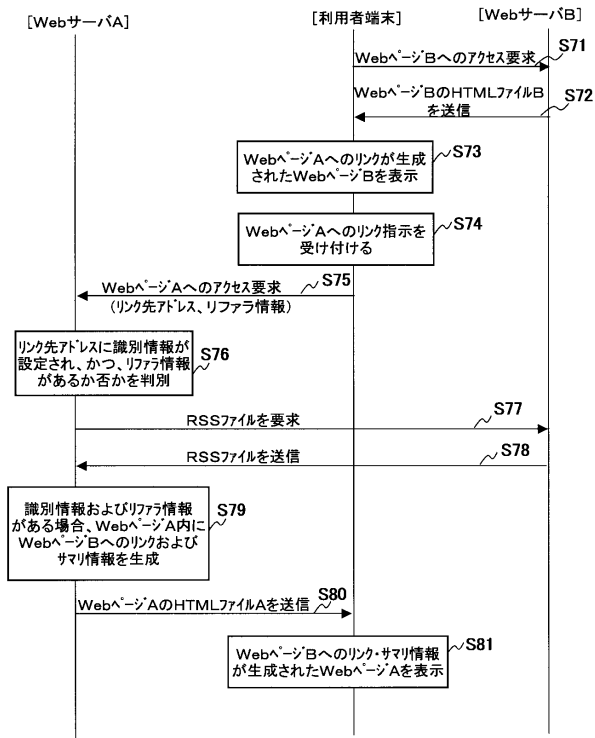 [WebサーバA] [利用者端末] [WebサーバB]
WebページBへのアクセス要求 S71
WebページBのHTMLファイルB
を送信 S72
WebページAへのリンクが生成
されたWebページBを表示 S73
WebページAへのリンク指示を
受け付ける S74
WebページAへのアクセス要求 S75
(リンク先アドレス、リファラ情報)
リンク先アドレスに識別情報が
設定され、かつ、リファラ情報
があるか否かを判別 S76
RSSファイルを要求 S77
RSSファイルを送信 S78
識別情報およびリファラ情報
がある場合、WebページA内に
WebページBへのリンクおよび
サマリ情報を生成 S79
WebページAのHTMLファイルAを送信 S80
WebページBへのリンク・サマリ情報
が生成されたWebページAを表示 S81